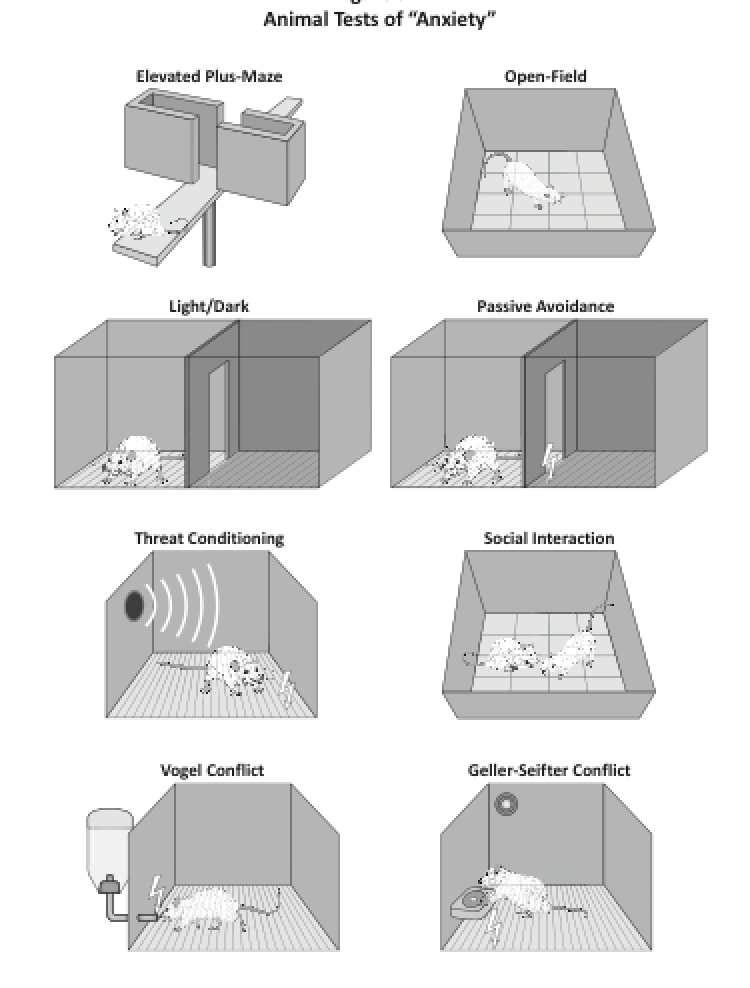 Animal Tests of “Anxiety”
Elevated Plus-Maze
Open-Field
Light/Dark
Passive Avoidance
Threat Conditioning
Social Interaction
Vogel Conflict
Geller-Seifter Conflict